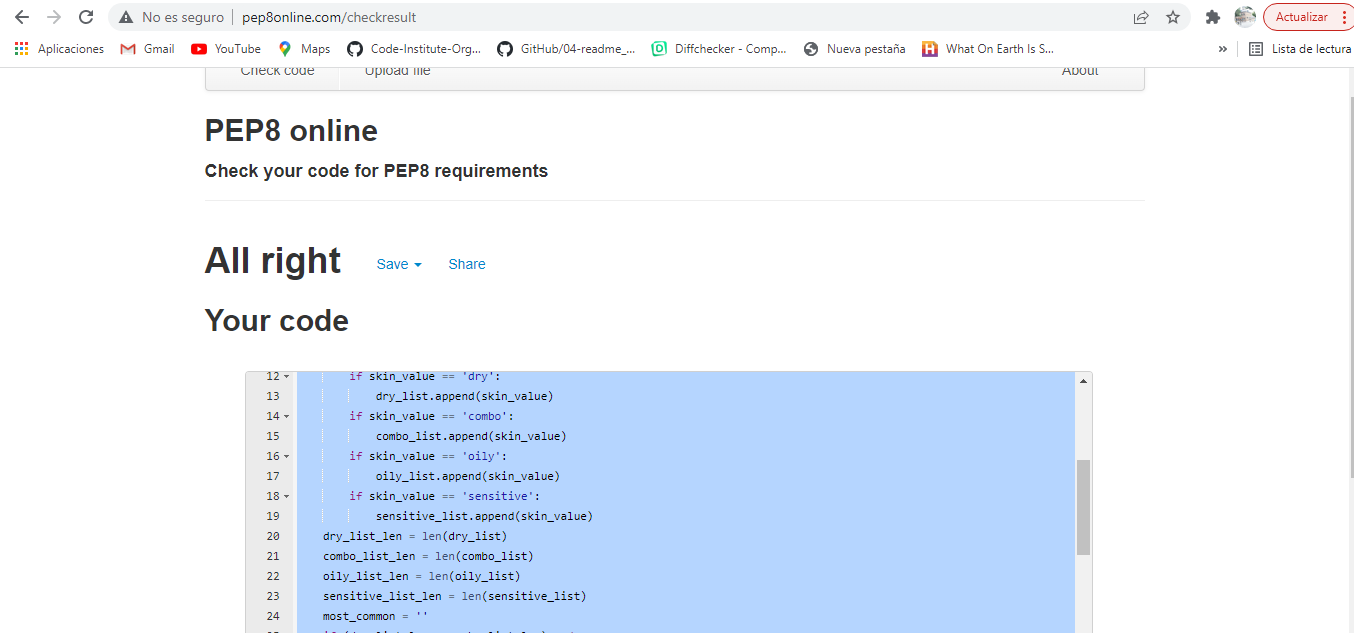 No es seguro pep8online.com/checkresult Actualizar
Aplicaciones Gmail YouTube Maps Code-Institute-Org... GitHub/04-readme_... Diffchecker - Comp... Nueva pestaña What On Earth Is S... » Lista de lectura
Check code Upload file About
PEP8 online
Check your code for PEP8 requirements
All right Save Share
Your code
12 if skin_value == 'dry':
13 dry_list.append(skin_value)
14 if skin_value == 'combo':
15 combo_list.append(skin_value)
16 if skin_value == 'oily':
17 oily_list.append(skin_value)
18 if skin_value == 'sensitive':
19 sensitive_list.append(skin_value)
20 dry_list_len = len(dry_list)
21 combo_list_len = len(combo_list)
22 oily_list_len = len(oily_list)
23 sensitive_list_len = len(sensitive_list)
24 most_common = ''